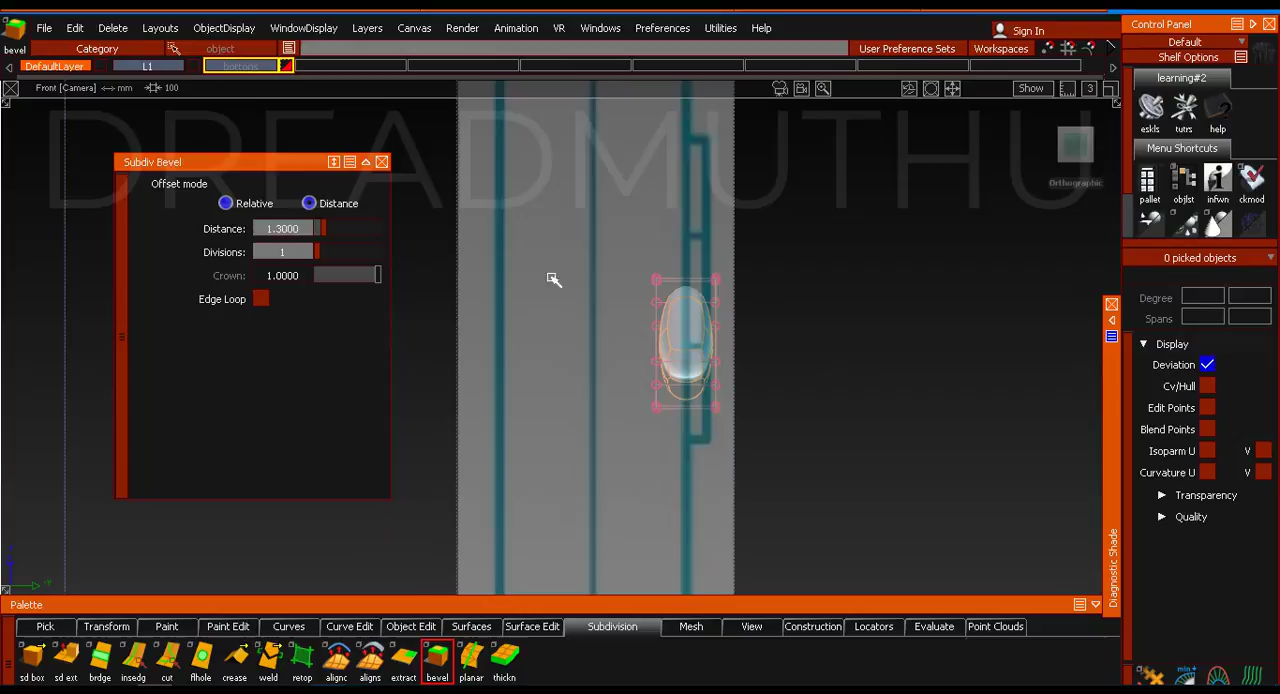 File Edit Delete Layouts ObjectDisplay WindowDisplay Layers Canvas Render Animation VR Windows Preferences Utilities Help
Sign In
bevel Category object User Preference Sets Workspaces
DefaultLayer L1 bortons
Front [Camera] mm 100 Show 3
DREADMUTHU
Orthographic
Subdiv Bevel
Offset mode
Relative Distance
Distance: 1.3000
Divisions: 1
Crown: 1.0000
Edge Loop
Control Panel
Default
Shelf Options
learning#2
eskls tutrs help
Menu Shortcuts
pallet objlst infwn ckmod
0 picked objects
Degree
Spans
Display
Deviation
Cv/Hull
Edit Points
Blend Points
Isoparm U V
Curvature U V
Transparency
Quality
Diagnostic Shade
Palette
Pick Transform Paint Paint Edit Curves Curve Edit Object Edit Surfaces Surface Edit Subdivision Mesh View Construction Locators Evaluate Point Clouds
sd box sd ext brdge insedg cut flhole crease weld retop alignc aligns extract bevel planar thickn
min+